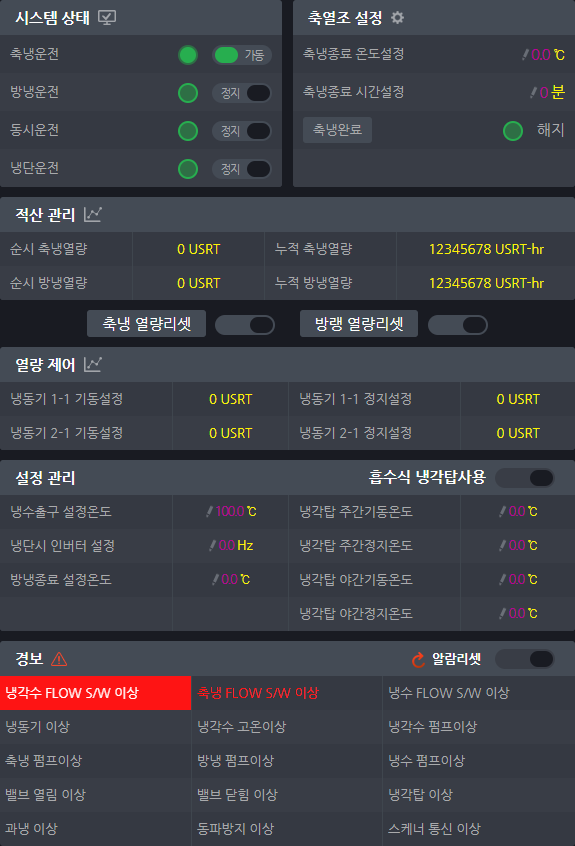 시스템 상태
축냉운전 가동
방냉운전 정지
동시운전 정지
냉단운전 정지
축열조 설정
축냉종료 온도설정 0.0 ℃
축냉종료 시간설정 0 분
축냉완료 해지
적산 관리
순시 축냉열량 0 USRT 누적 축냉열량 12345678 USRT-hr
순시 방냉열량 0 USRT 누적 방냉열량 12345678 USRT-hr
축냉 열량리셋 방랭 열량리셋
열량 제어
냉동기 1-1 기동설정 0 USRT 냉동기 1-1 정지설정 0 USRT
냉동기 2-1 기동설정 0 USRT 냉동기 2-1 정지설정 0 USRT
설정 관리 흡수식 냉각탑사용
냉수출구 설정온도 100.0 ℃ 냉각탑 주간기동온도 0.0 ℃
냉단시 인버터 설정 0.0 Hz 냉각탑 주간정지온도 0.0 ℃
방냉종료 설정온도 0.0 ℃ 냉각탑 야간기동온도 0.0 ℃
냉각탑 야간정지온도 0.0 ℃
경보 알람리셋
냉각수 FLOW S/W 이상 축냉 FLOW S/W 이상 냉수 FLOW S/W 이상
냉동기 이상 냉각수 고온이상 냉각수 펌프이상
축냉 펌프이상 방냉 펌프이상 냉수 펌프이상
밸브 열림 이상 밸브 닫힘 이상 냉각탑 이상
과냉 이상 동파방지 이상 스케너 통신 이상